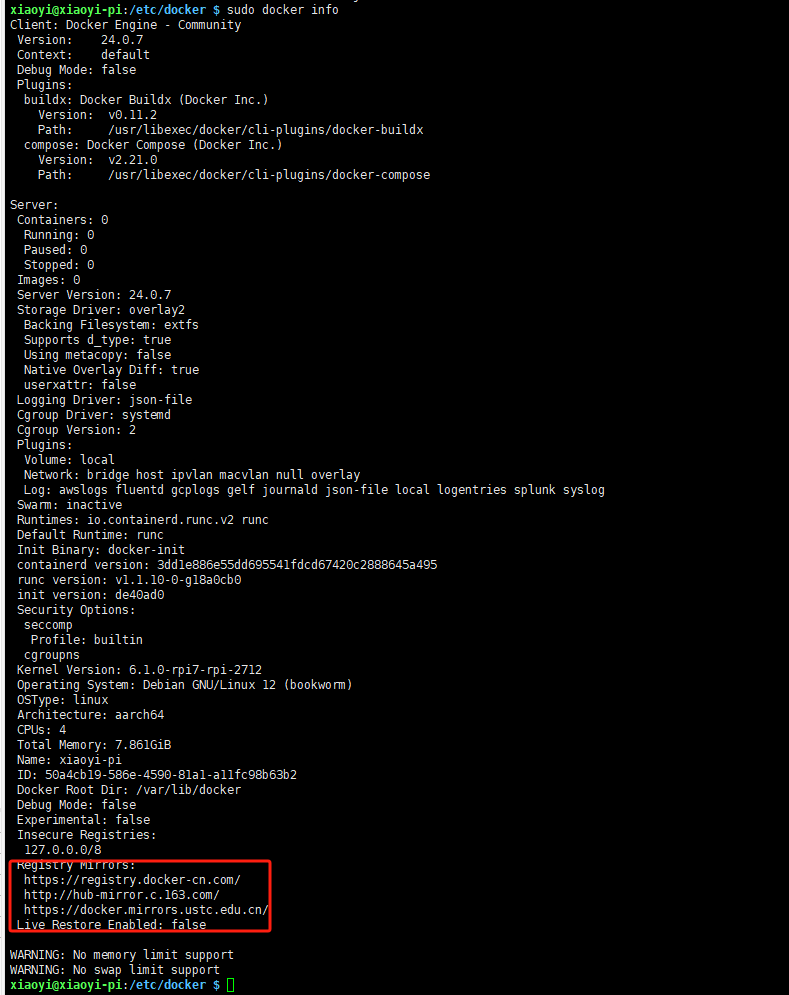 xiaoyi@xiaoyi-pi:/etc/docker $ sudo docker info
Client: Docker Engine - Community
 Version:    24.0.7
 Context:    default
 Debug Mode: false
 Plugins:
  buildx: Docker Buildx (Docker Inc.)
    Version:  v0.11.2
    Path:     /usr/libexec/docker/cli-plugins/docker-buildx
  compose: Docker Compose (Docker Inc.)
    Version:  v2.21.0
    Path:     /usr/libexec/docker/cli-plugins/docker-compose

Server:
 Containers: 0
  Running: 0
  Paused: 0
  Stopped: 0
 Images: 0
 Server Version: 24.0.7
 Storage Driver: overlay2
  Backing Filesystem: extfs
  Supports d_type: true
  Using metacopy: false
  Native Overlay Diff: true
  userxattr: false
 Logging Driver: json-file
 Cgroup Driver: systemd
 Cgroup Version: 2
 Plugins:
  Volume: local
  Network: bridge host ipvlan macvlan null overlay
  Log: awslogs fluentd gcplogs gelf journald json-file local logentries splunk syslog
 Swarm: inactive
 Runtimes: io.containerd.runc.v2 runc
 Default Runtime: runc
 Init Binary: docker-init
 containerd version: 3dd1e886e55dd695541fdcd67420c2888645a495
 runc version: v1.1.10-0-g18a0cb0
 init version: de40ad0
 Security Options:
  seccomp
   Profile: builtin
  cgroupns
 Kernel Version: 6.1.0-rpi7-rpi-2712
 Operating System: Debian GNU/Linux 12 (bookworm)
 OSType: linux
 Architecture: aarch64
 CPUs: 4
 Total Memory: 7.861GiB
 Name: xiaoyi-pi
 ID: 50a4cb19-586e-4590-81a1-a11fc98b63b2
 Docker Root Dir: /var/lib/docker
 Debug Mode: false
 Experimental: false
 Insecure Registries:
  127.0.0.0/8
 Registry Mirrors:
  https://registry.docker-cn.com/
  http://hub-mirror.c.163.com/
  https://docker.mirrors.ustc.edu.cn/
 Live Restore Enabled: false

WARNING: No memory limit support
WARNING: No swap limit support
xiaoyi@xiaoyi-pi:/etc/docker $